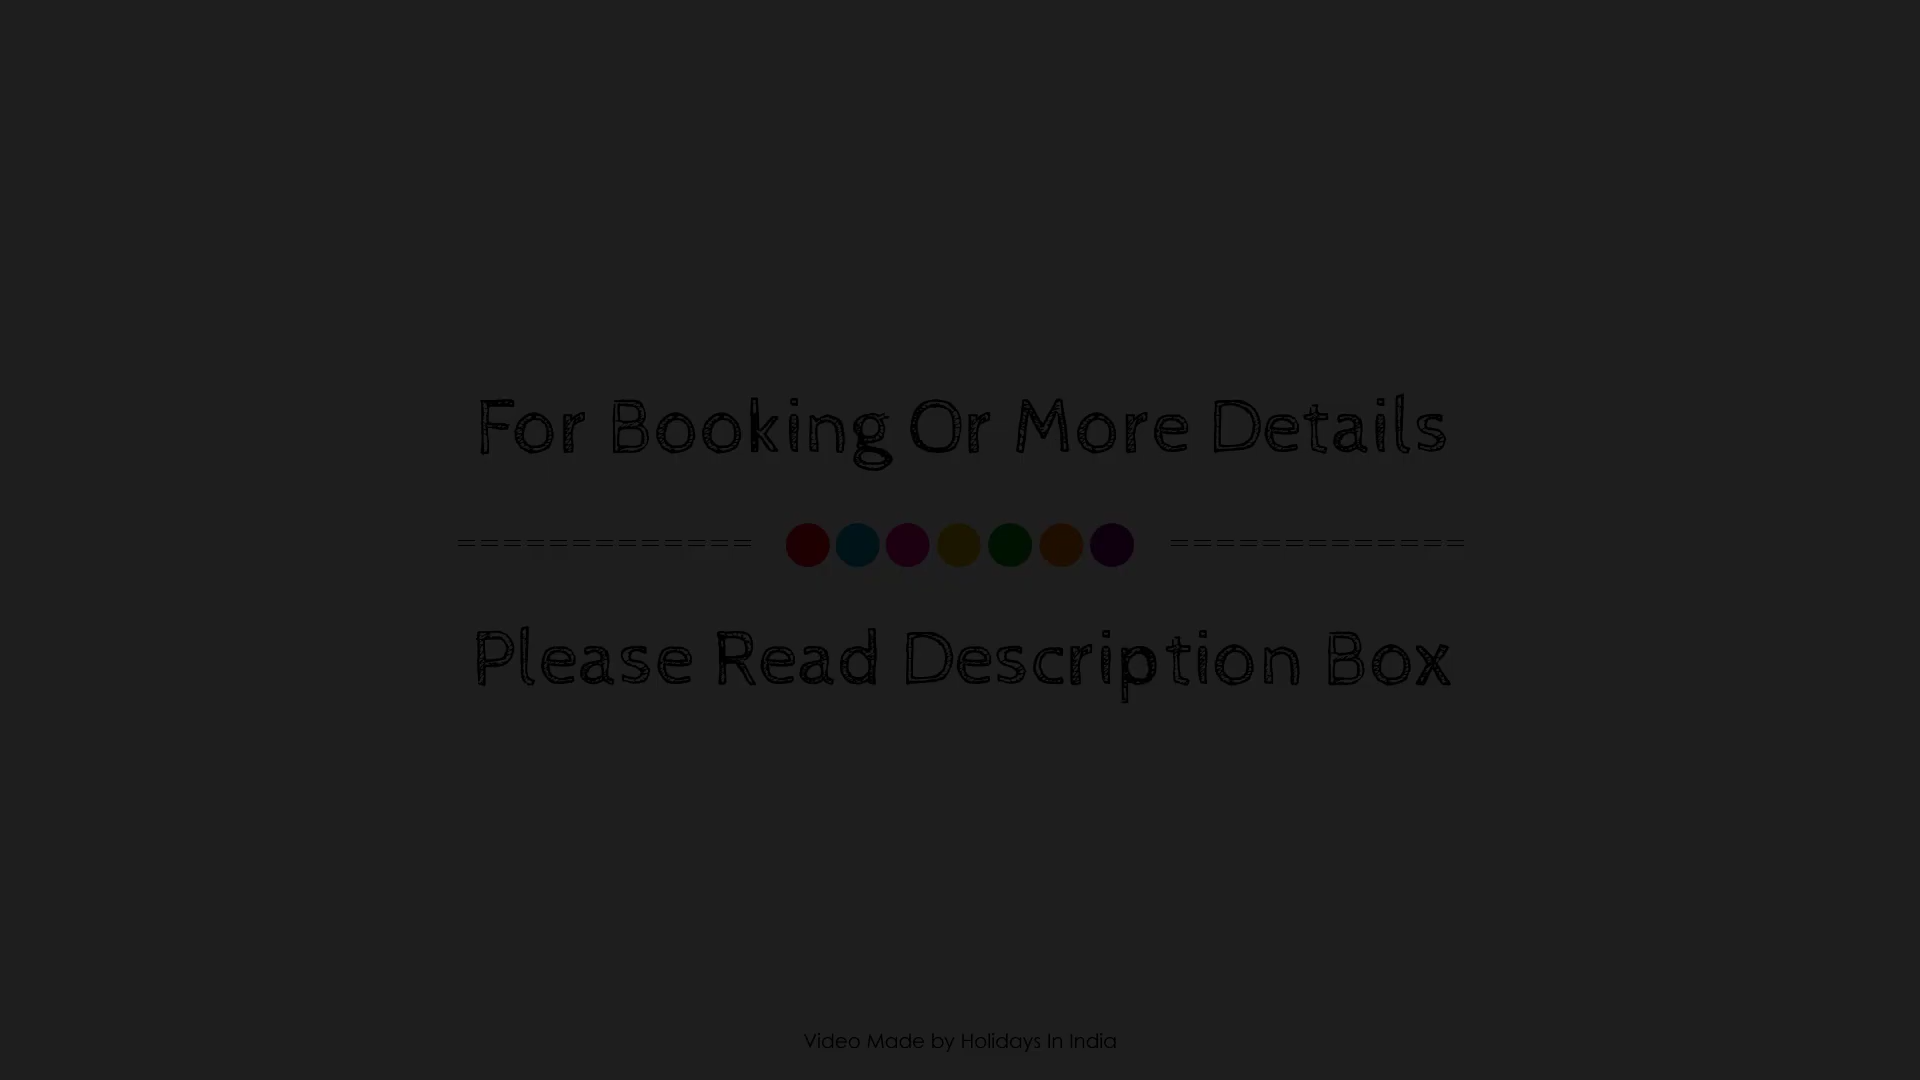 For Booking Or More Details
============= =============
Please Read Description Box
Video Made by Holidays In India